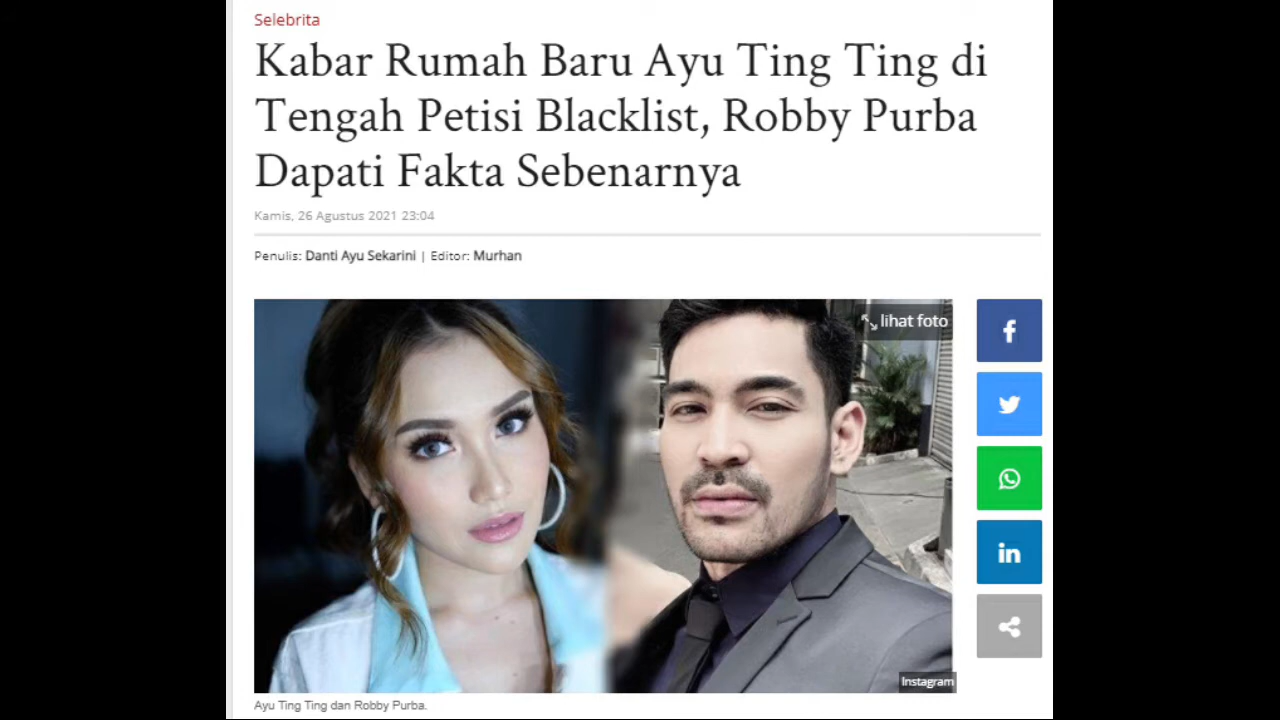 Selebrita
Kabar Rumah Baru Ayu Ting Ting di
Tengah Petisi Blacklist, Robby Purba
Dapati Fakta Sebenarnya
Kamis, 26 Agustus 2021 23:04
Penulis: Danti Ayu Sekarini | Editor: Murhan
lihat foto
Instagram
Ayu Ting Ting dan Robby Purba.